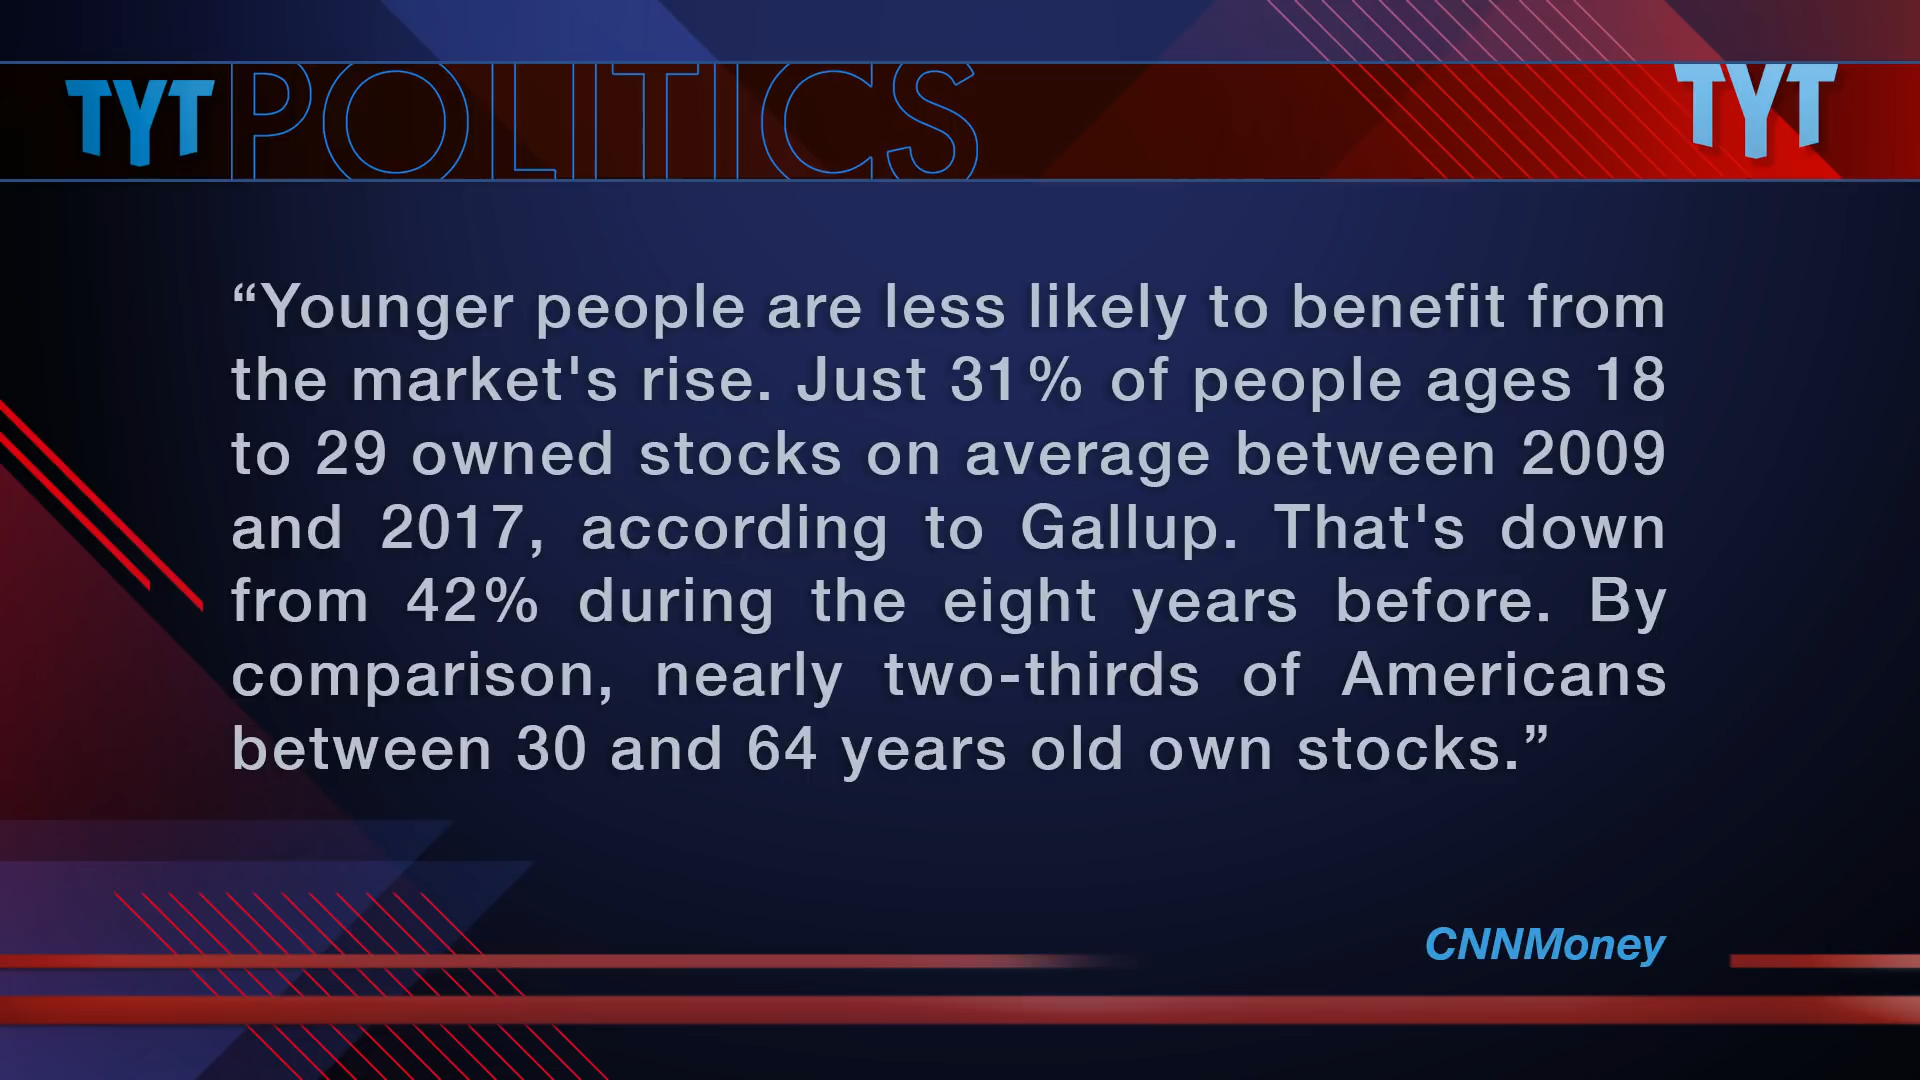 TYT POLITICS
TYT
“Younger people are less likely to benefit from
the market's rise. Just 31% of people ages 18
to 29 owned stocks on average between 2009
and 2017, according to Gallup. That's down
from 42% during the eight years before. By
comparison, nearly two-thirds of Americans
between 30 and 64 years old own stocks.”
CNNMoney